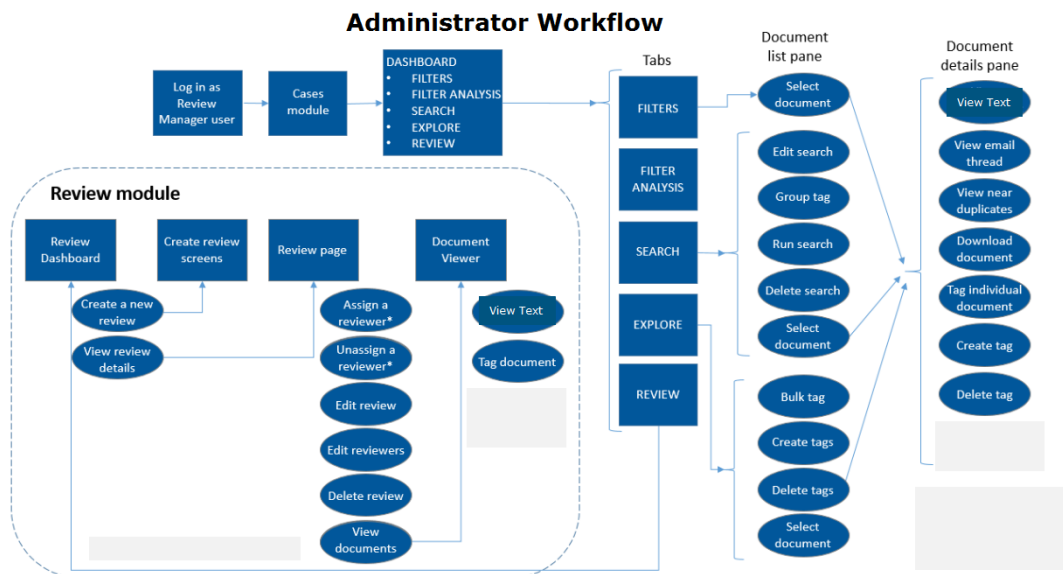 Administrator Workflow
Log in as
Review
Manager user
Cases
module
DASHBOARD
• FILTERS
• FILTER ANALYSIS
• SEARCH
• EXPLORE
• REVIEW
Tabs
FILTERS
FILTER
ANALYSIS
SEARCH
EXPLORE
REVIEW
Document
list pane
Select
document
Edit search
Group tag
Run search
Delete search
Select
document
Bulk tag
Create tags
Delete tags
Select
document
Document
details pane
View Text
View email
thread
View near
duplicates
Download
document
Tag individual
document
Create tag
Delete tag
Review module
Review
Dashboard
Create review
screens
Review page
Document
Viewer
Create a new
review
View review
details
Assign a
reviewer*
Unassign a
reviewer*
Edit review
Edit reviewers
Delete review
View
documents
View Text
Tag document